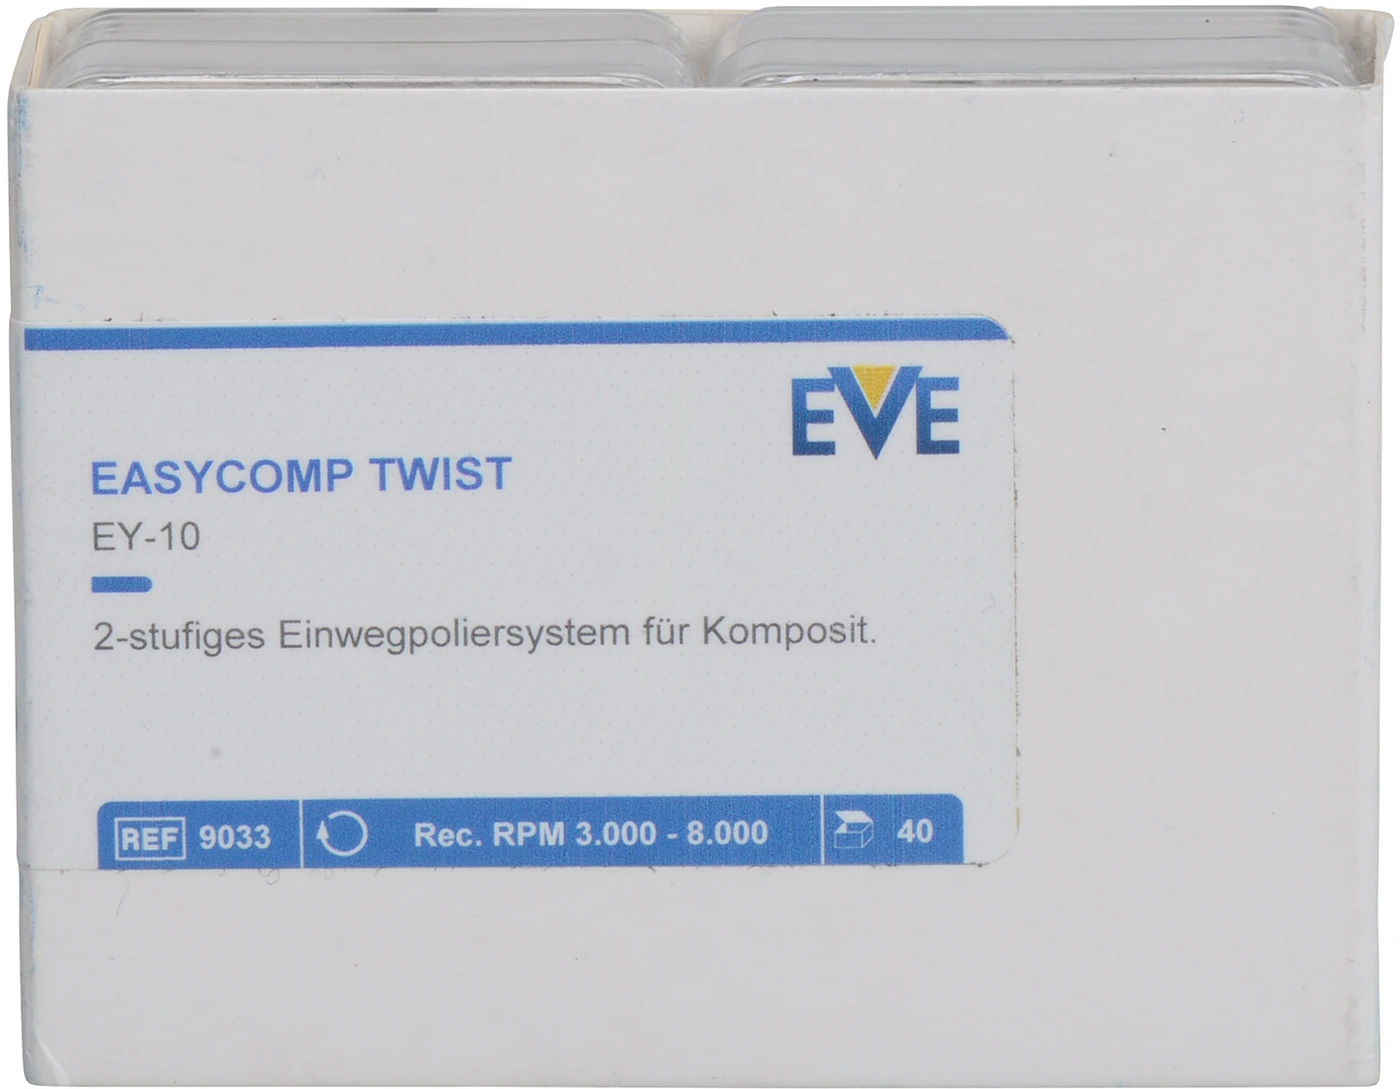 EVE
EASYCOMP TWIST
EY-10
2-stufiges Einwegpoliersystem für Komposit.
REF 9033 Rec. RPM 3.000 - 8.000 40